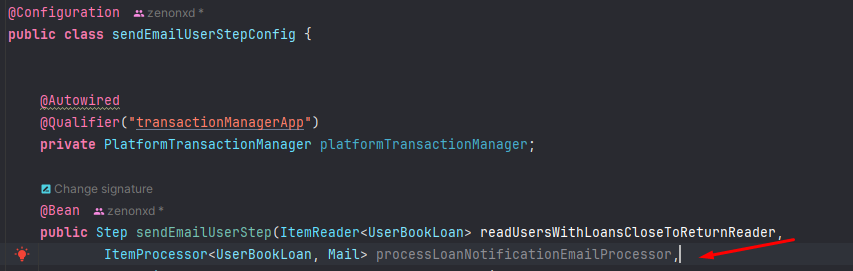 @Configuration zenonxd *
public class sendEmailUserStepConfig {
@Autowired
@Qualifier("transactionManagerApp")
private PlatformTransactionManager platformTransactionManager;
Change signature
@Bean zenonxd *
public Step sendEmailUserStep(ItemReader<UserBookLoan> readUsersWithLoansCloseToReturnReader,
ItemProcessor<UserBookLoan, Mail> processLoanNotificationEmailProcessor,